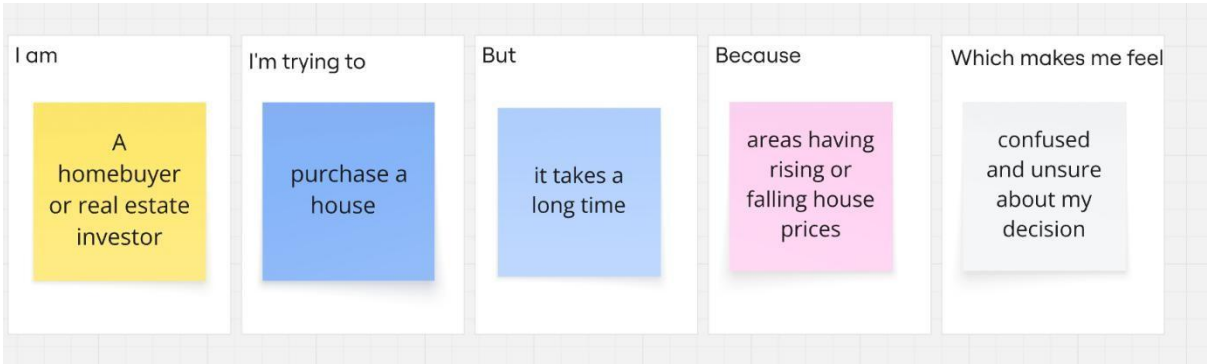 I am
A
homebuyer
or real estate
investor
I'm trying to
purchase a
house
But
it takes a
long time
Because
areas having
rising or
falling house
prices
Which makes me feel
confused
and unsure
about my
decision